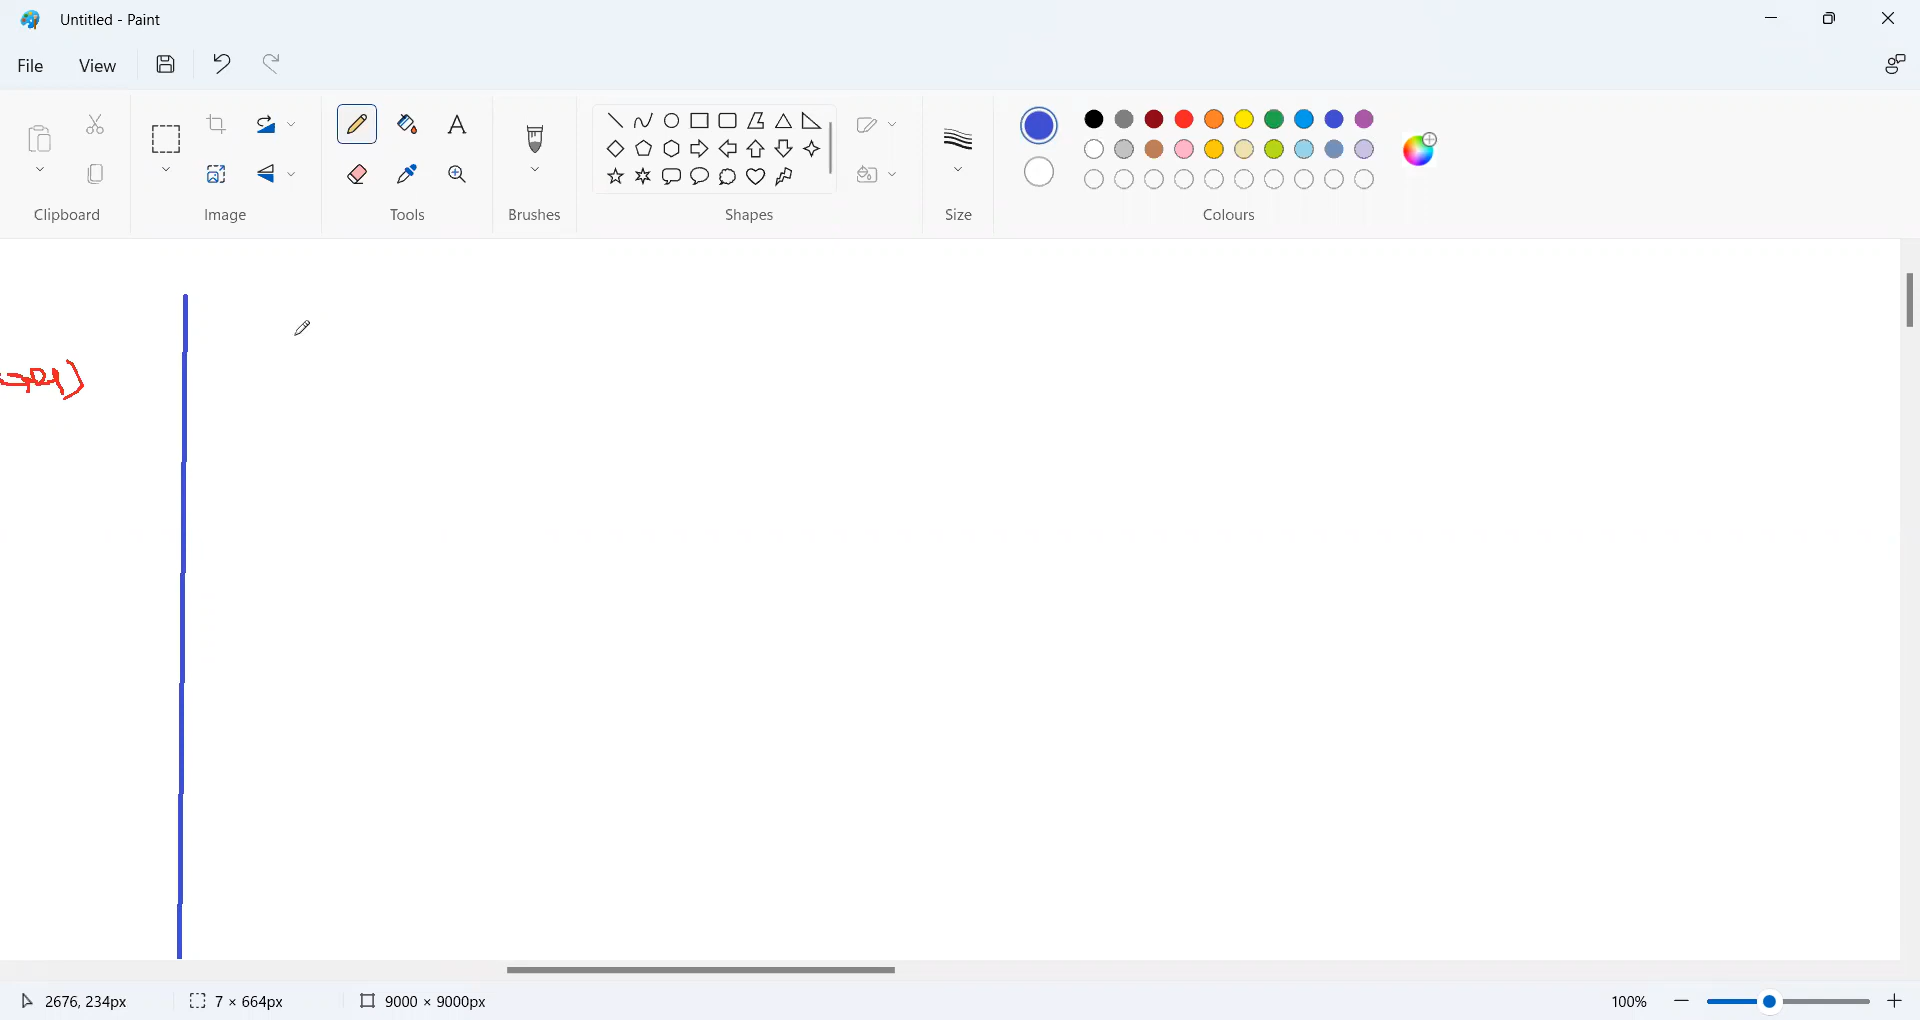 Untitled - Paint
File View
Clipboard Image Tools Brushes Shapes Size Colours
2676, 234px 7 × 664px 9000 × 9000px 100%